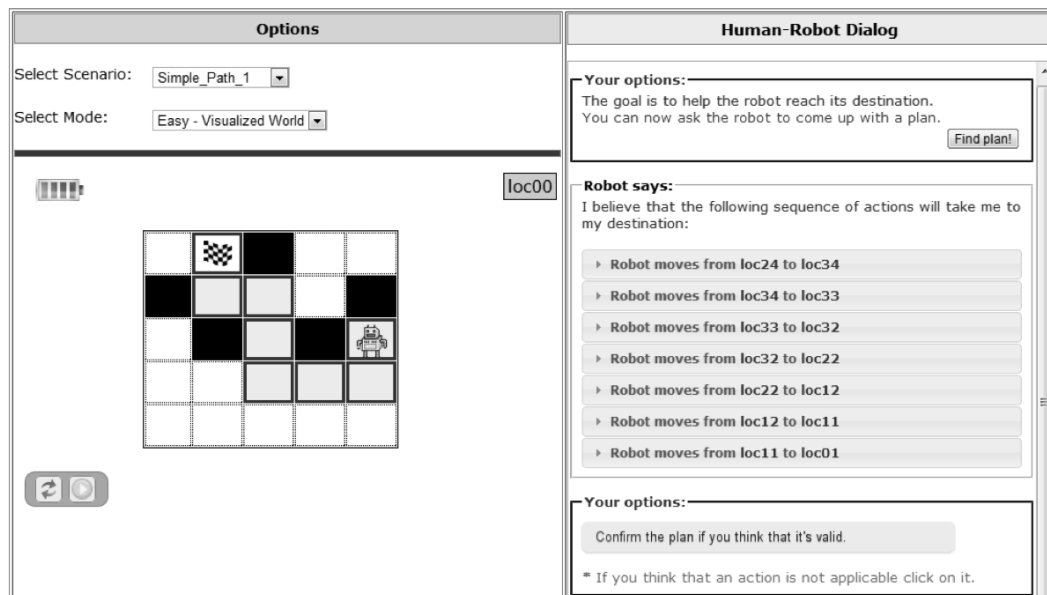 Options
Select Scenario:
Simple_Path_1
Select Mode:
Easy - Visualized World
loc00
Human-Robot Dialog
Your options:
The goal is to help the robot reach its destination.
You can now ask the robot to come up with a plan.
Find plan!
Robot says:
I believe that the following sequence of actions will take me to
my destination:
Robot moves from loc24 to loc34
Robot moves from loc34 to loc33
Robot moves from loc33 to loc32
Robot moves from loc32 to loc22
Robot moves from loc22 to loc12
Robot moves from loc12 to loc11
Robot moves from loc11 to loc01
Your options:
Confirm the plan if you think that it's valid.
* If you think that an action is not applicable click on it.